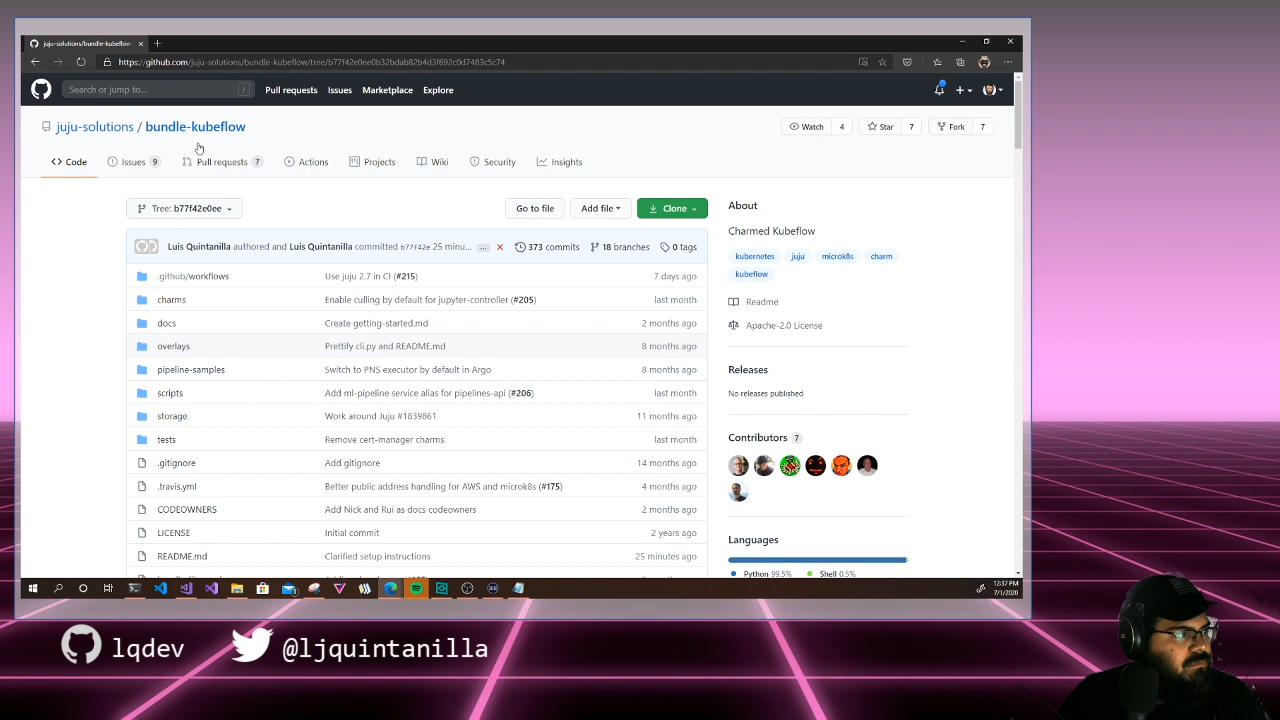 juju-solutions/bundle-kubeflow
https://github.com/juju-solutions/bundle-kubeflow/tree/b77f42e0ee0b32bdab82b4d3f692c0d7483c5c74
Search or jump to... /
Pull requests
Issues
Marketplace
Explore
juju-solutions / bundle-kubeflow
Watch 4
Star 7
Fork 7
Code
Issues 9
Pull requests 7
Actions
Projects
Wiki
Security
Insights
Tree: b77f42e0ee
Go to file
Add file
Clone
Luis Quintanilla authored and Luis Quintanilla committed b77f42e 25 minu... ...
373 commits
18 branches
0 tags
.github/workflows Use juju 2.7 in CI (#215) 7 days ago
charms Enable culling by default for jupyter-controller (#205) last month
docs Create getting-started.md 2 months ago
overlays Prettify cli.py and README.md 8 months ago
pipeline-samples Switch to PNS executor by default in Argo 8 months ago
scripts Add ml-pipeline service alias for pipelines-api (#206) last month
storage Work around Juju #1839861 11 months ago
tests Remove cert-manager charms last month
.gitignore Add gitignore 14 months ago
.travis.yml Better public address handling for AWS and microk8s (#175) 4 months ago
CODEOWNERS Add Nick and Rui as docs codeowners 2 months ago
LICENSE Initial commit 2 years ago
README.md Clarified setup instructions 25 minutes ago
About
Charmed Kubeflow
kubernetes juju microk8s charm
kubeflow
Readme
Apache-2.0 License
Releases
No releases published
Contributors 7
Languages
Python 99.5% Shell 0.5%
12:37 PM
7/1/2020
lqdev @ljquintanilla